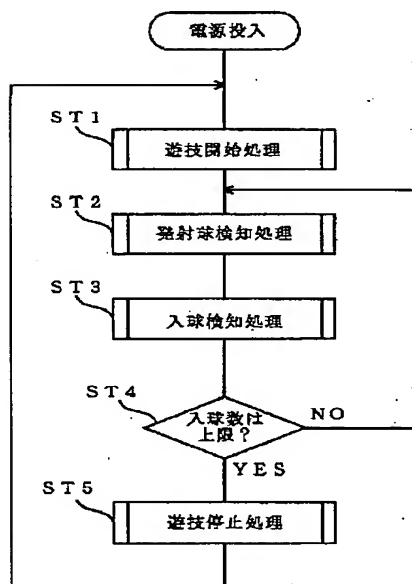 電源投入
ST1
遊技開始処理
ST2
発射球検知処理
ST3
入球検知処理
ST4
入球数は
上限？
NO
YES
ST5
遊技停止処理